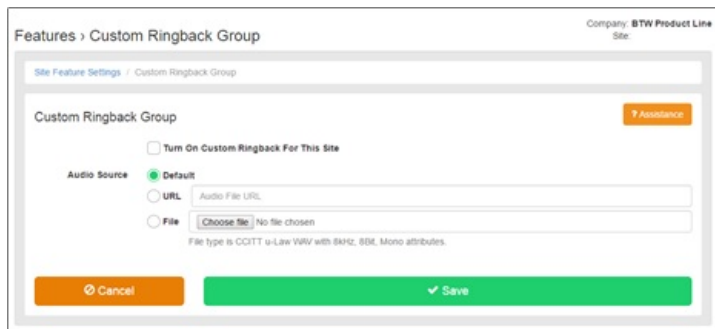 Features › Custom Ringback Group
Company: BTW Product Line
Site:
Site Feature Settings / Custom Ringback Group
Custom Ringback Group
? Assistance
Turn On Custom Ringback For This Site
Audio Source
Default
URL
Audio File URL
File
Choose file No file chosen
File type is CCITT u-Law WAV with 8kHz, 8Bit, Mono attributes.
Cancel
Save